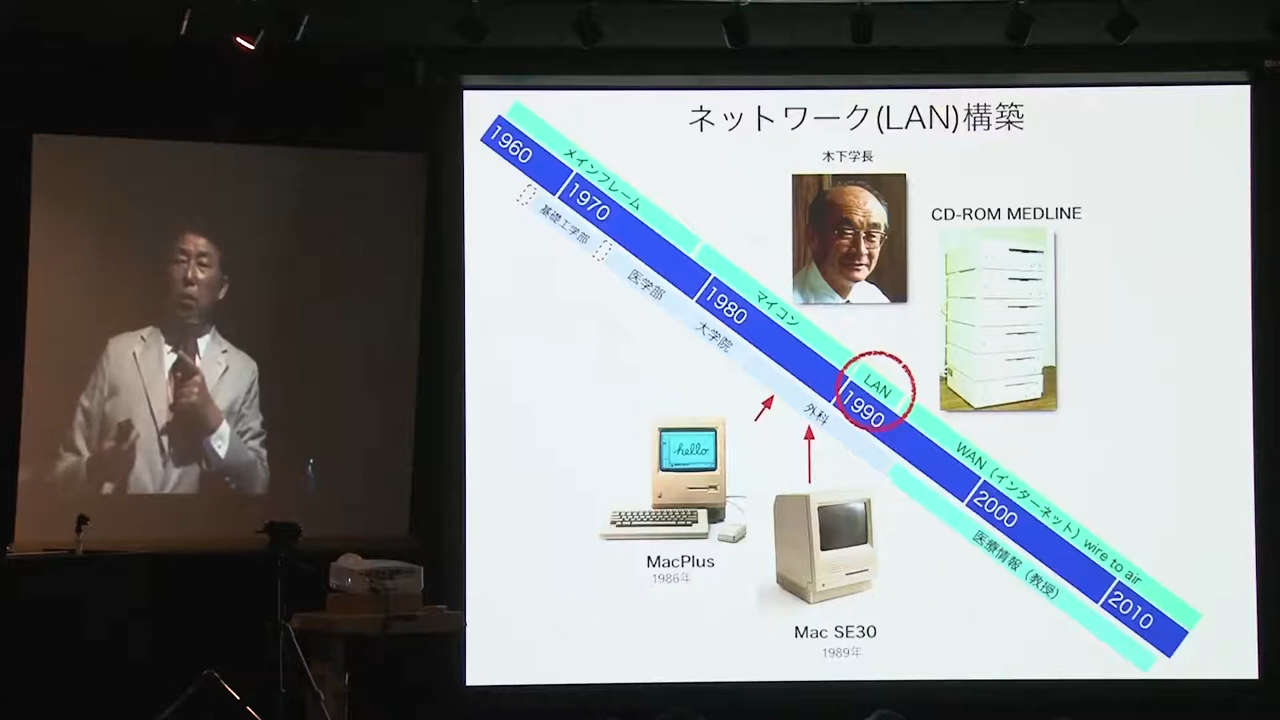 ネットワーク(LAN)構築
木下学長
CD-ROM MEDLINE
1960
1970
1980
1990
2000
2010
メインフレーム
マイコン
LAN
WAN(インターネット) wire to air
基礎工学部
医学部
大学院
外科
医療情報(教授)
hello
MacPlus
1986年
Mac SE30
1989年